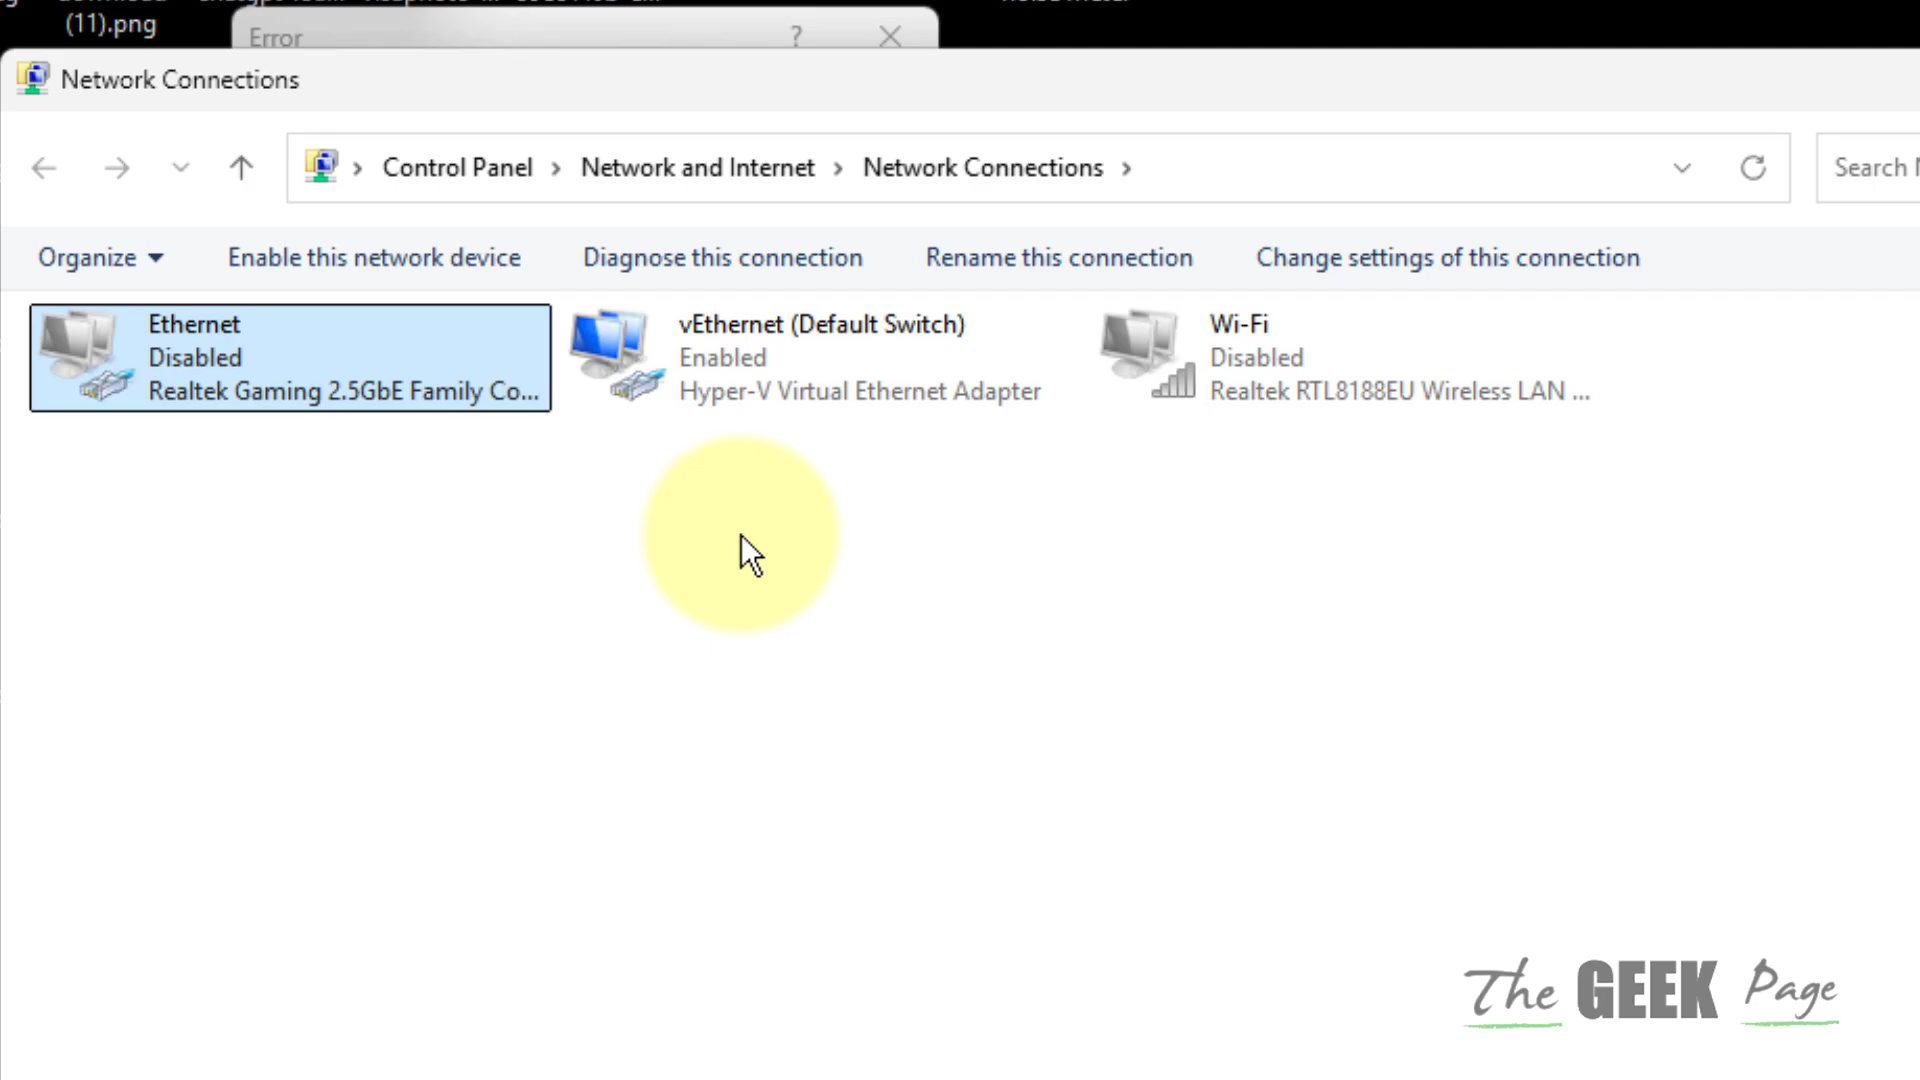 (11).png
Error
Network Connections
Control Panel > Network and Internet > Network Connections >
Search
Organize Enable this network device Diagnose this connection Rename this connection Change settings of this connection
Ethernet
Disabled
Realtek Gaming 2.5GbE Family Co...
vEthernet (Default Switch)
Enabled
Hyper-V Virtual Ethernet Adapter
Wi-Fi
Disabled
Realtek RTL8188EU Wireless LAN ...
The GEEK Page